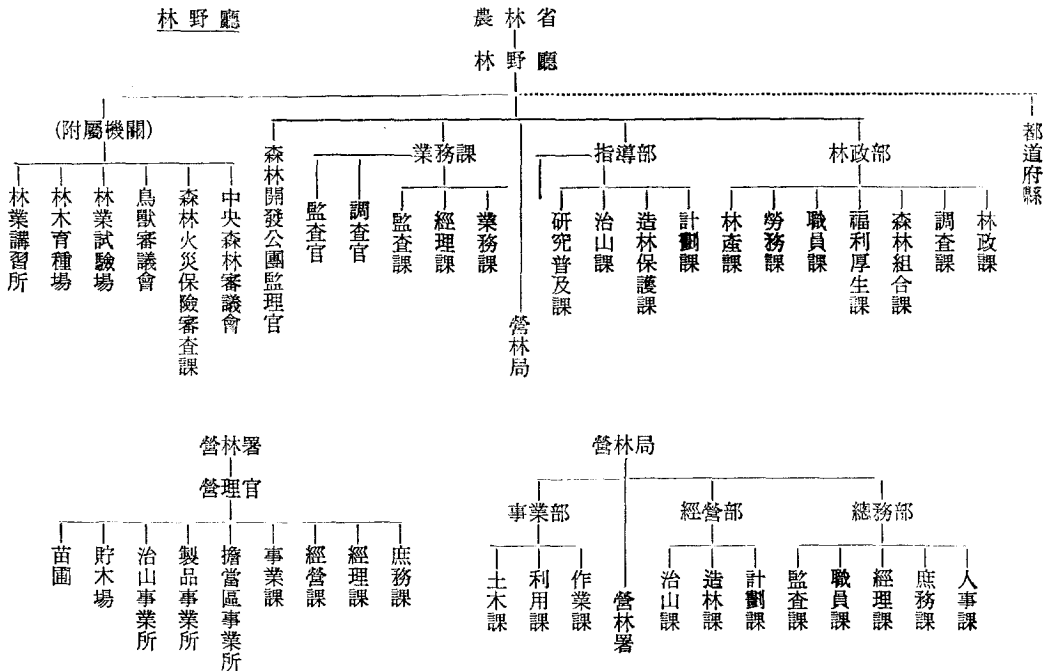 林野廳
農林省
林野廳
(附屬機關)
都道府縣
業務課
指導部
林政部
林業講習所
林木育種場
林業試驗場
鳥獸審議會
森林火災保險審査課
中央森林審議會
森林開發公團監理官
監査官
調査官
監査課
經理課
業務課
研究普及課
治山課
造林保護課
計劃課
林産課
勞務課
職員課
福利厚生課
森林組合課
調査課
林政課
營林局
營林署
營理官
苗圃
貯木場
治山事業所
製品事業所
擔當區事業所
事業課
經營課
經理課
庶務課
營林局
事業部
經營部
總務部
土木課
利用課
作業課
營林署
治山課
造林課
計劃課
監査課
職員課
經理課
庶務課
人事課